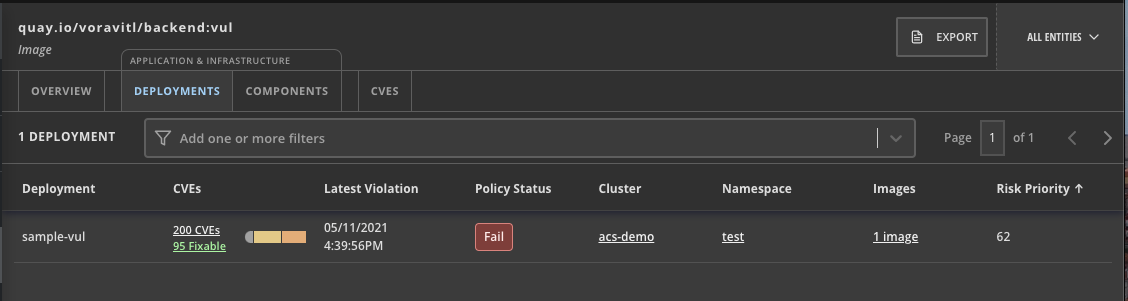 quay.io/voravitl/backend:vul
Image
EXPORT
ALL ENTITIES
APPLICATION & INFRASTRUCTURE
OVERVIEW DEPLOYMENTS COMPONENTS CVES
1 DEPLOYMENT Add one or more filters Page 1 of 1
Deployment CVEs Latest Violation Policy Status Cluster Namespace Images Risk Priority ↑
sample-vul 200 CVEs 05/11/2021 Fail acs-demo test 1 image 62
95 Fixable 4:39:56PM